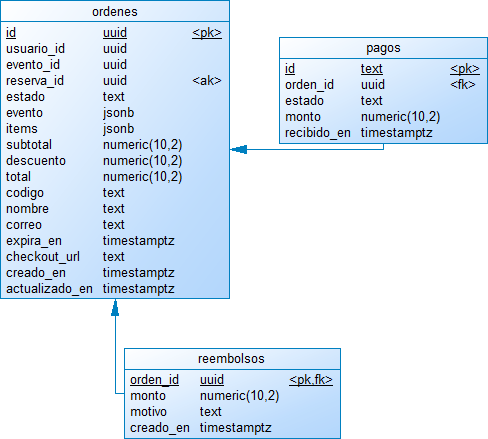 ordenes
id uuid <pk>
usuario_id uuid
evento_id uuid
reserva_id uuid <ak>
estado text
evento jsonb
items jsonb
subtotal numeric(10,2)
descuento numeric(10,2)
total numeric(10,2)
codigo text
nombre text
correo text
expira_en timestamptz
checkout_url text
creado_en timestamptz
actualizado_en timestamptz
pagos
id text <pk>
orden_id uuid <fk>
estado text
monto numeric(10,2)
recibido_en timestamptz
reembolsos
orden_id uuid <pk,fk>
monto numeric(10,2)
motivo text
creado_en timestamptz